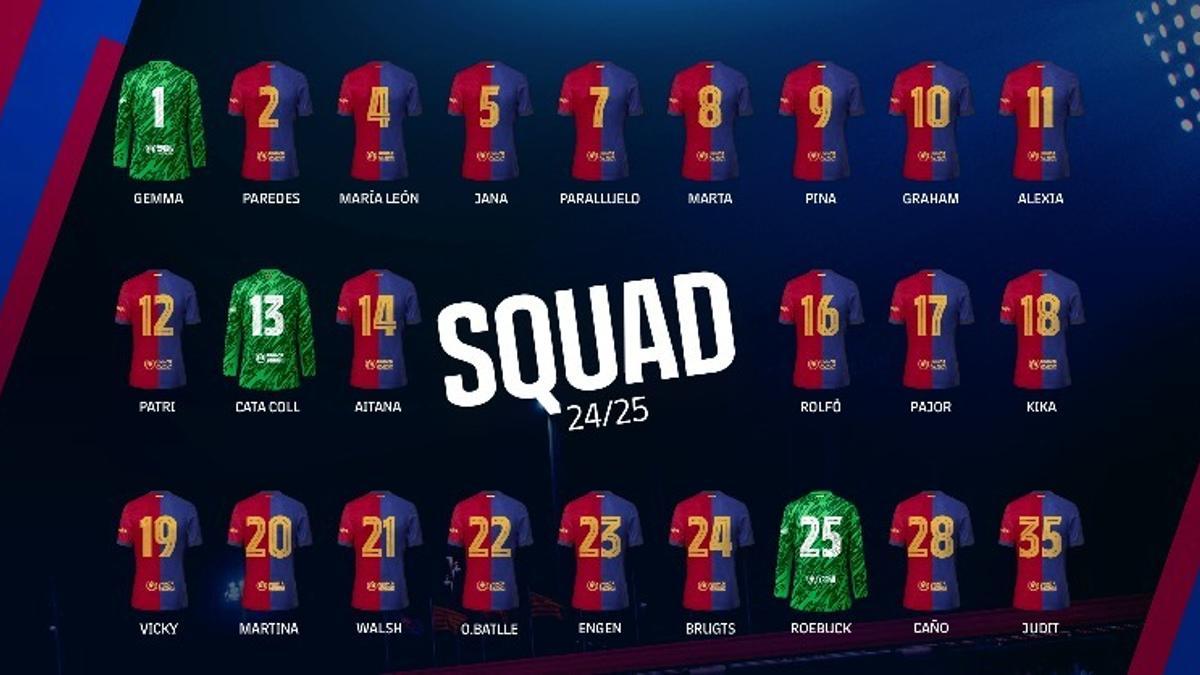 1 2 4 5 7 8 9 10 11
GEMMA PAREDES MARÍA LEÓN JANA PARALLUELO MARTA PINA GRAHAM ALEXIA
12 13 14 16 17 18
PATRI CATA COLL AITANA ROLFÖ PAJOR KIKA
SQUAD
24/25
19 20 21 22 23 24 25 28 35
VICKY MARTINA WALSH O.BATLLE ENGEN BRUGTS ROEBUCK CAÑO JUDIT